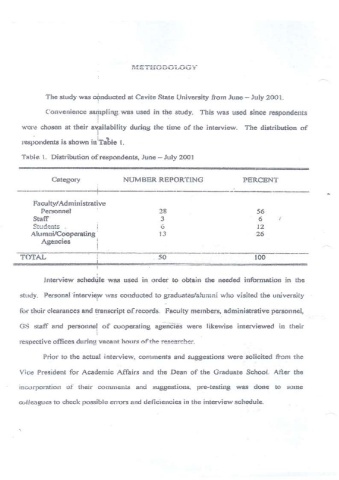 METHODOLOGY
The study was conducted at Cavite State University from June – July 2001.
Convenience sampling was used in the study. This was used since respondents
were chosen at their availability during the time of the interview. The distribution of
respondents is shown in Table 1.
Table 1. Distribution of respondents, June – July 2001
Category NUMBER REPORTING PERCENT
Faculty/Administrative
Personnel 28 56
Staff 3 6
Students 6 12
Alumni/Cooperating 13 26
Agencies
TOTAL 50 100
Interview schedule was used in order to obtain the needed information in the
study. Personal interview was conducted to graduates/alumni who visited the university
for their clearances and transcript of records. Faculty members, administrative personnel,
GS staff and personnel of cooperating agencies were likewise interviewed in their
respective offices during vacant hours of the researcher.
Prior to the actual interview, comments and suggestions were solicited from the
Vice President for Academic Affairs and the Dean of the Graduate School. After the
incorporation of their comments and suggestions, pre-testing was done to some
colleagues to check possible errors and deficiencies in the interview schedule.